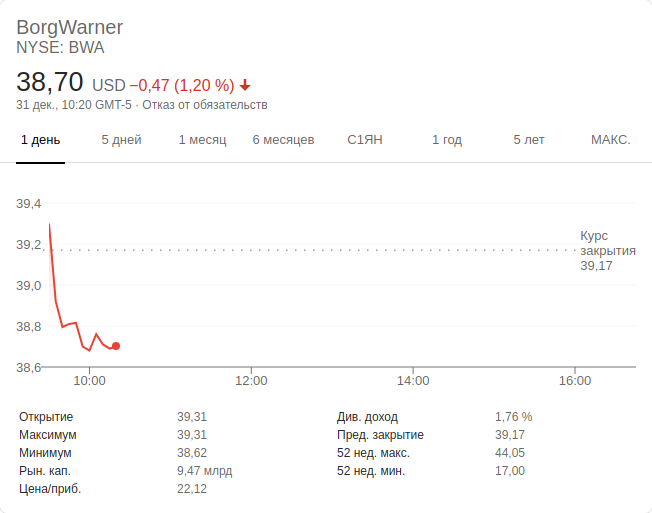 BorgWarner
NYSE: BWA
38,70 USD −0,47 (1,20 %)
31 дек., 10:20 GMT-5 · Отказ от обязательств
1 день 5 дней 1 месяц 6 месяцев С1ЯН 1 год 5 лет МАКС.
39,4
39,2
39,0
38,8
38,6
Курс
закрытия
39,17
10:00 12:00 14:00 16:00
Открытие 39,31 Див. доход 1,76 %
Максимум 39,31 Пред. закрытие 39,17
Минимум 38,62 52 нед. макс. 44,05
Рын. кап. 9,47 млрд 52 нед. мин. 17,00
Цена/приб. 22,12